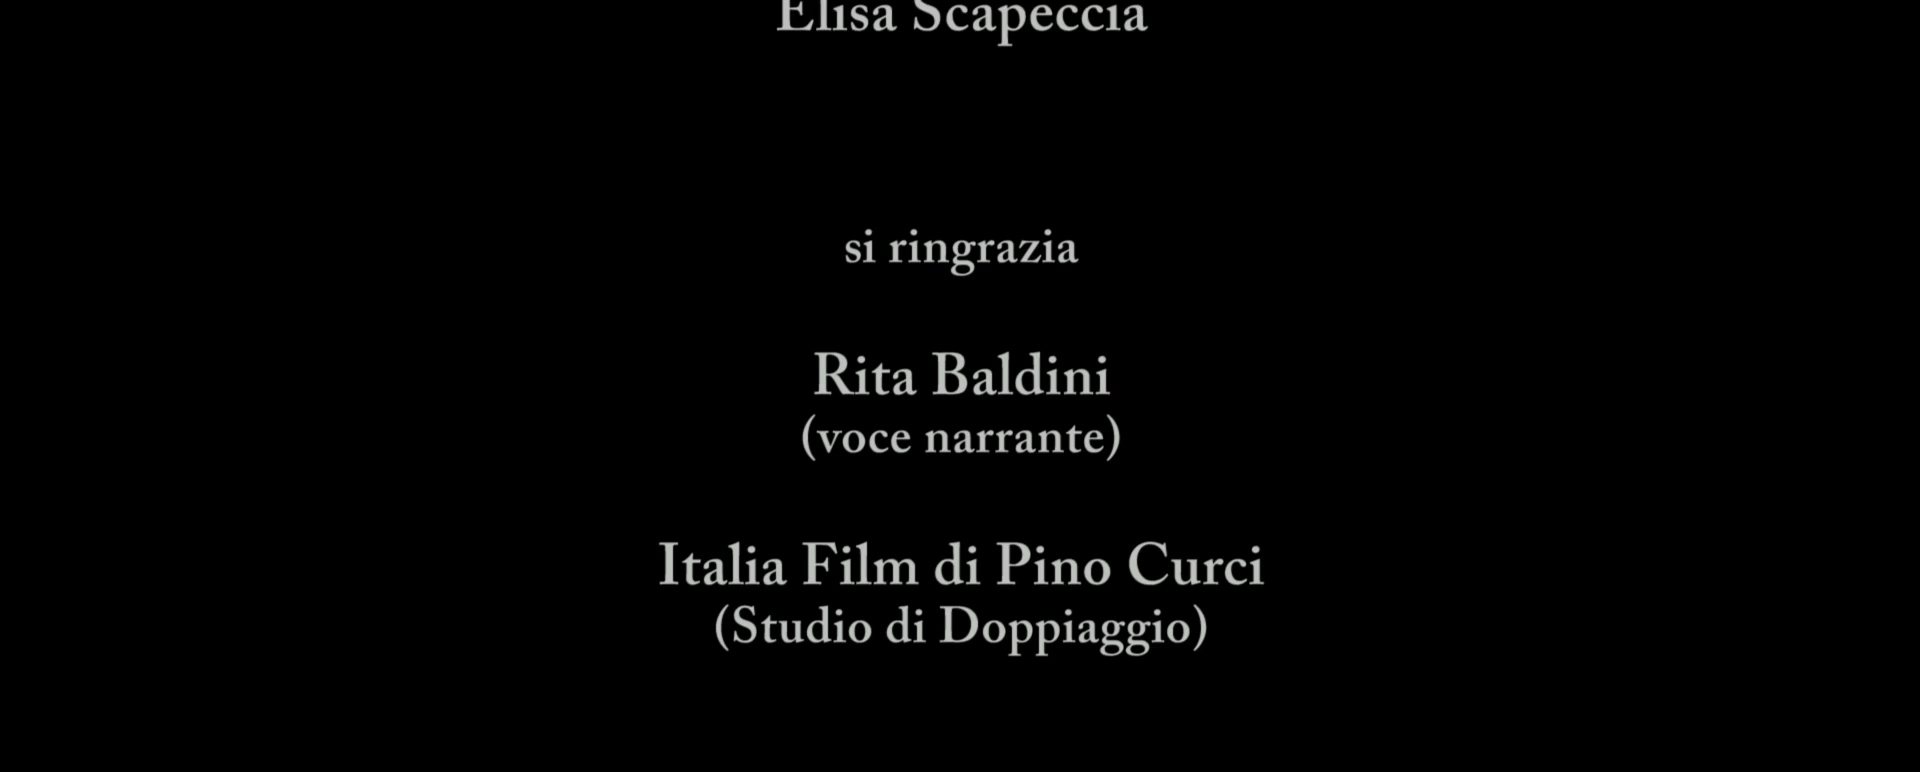 Elisa Scapeccia
si ringrazia
Rita Baldini
(voce narrante)
Italia Film di Pino Curci
(Studio di Doppiaggio)